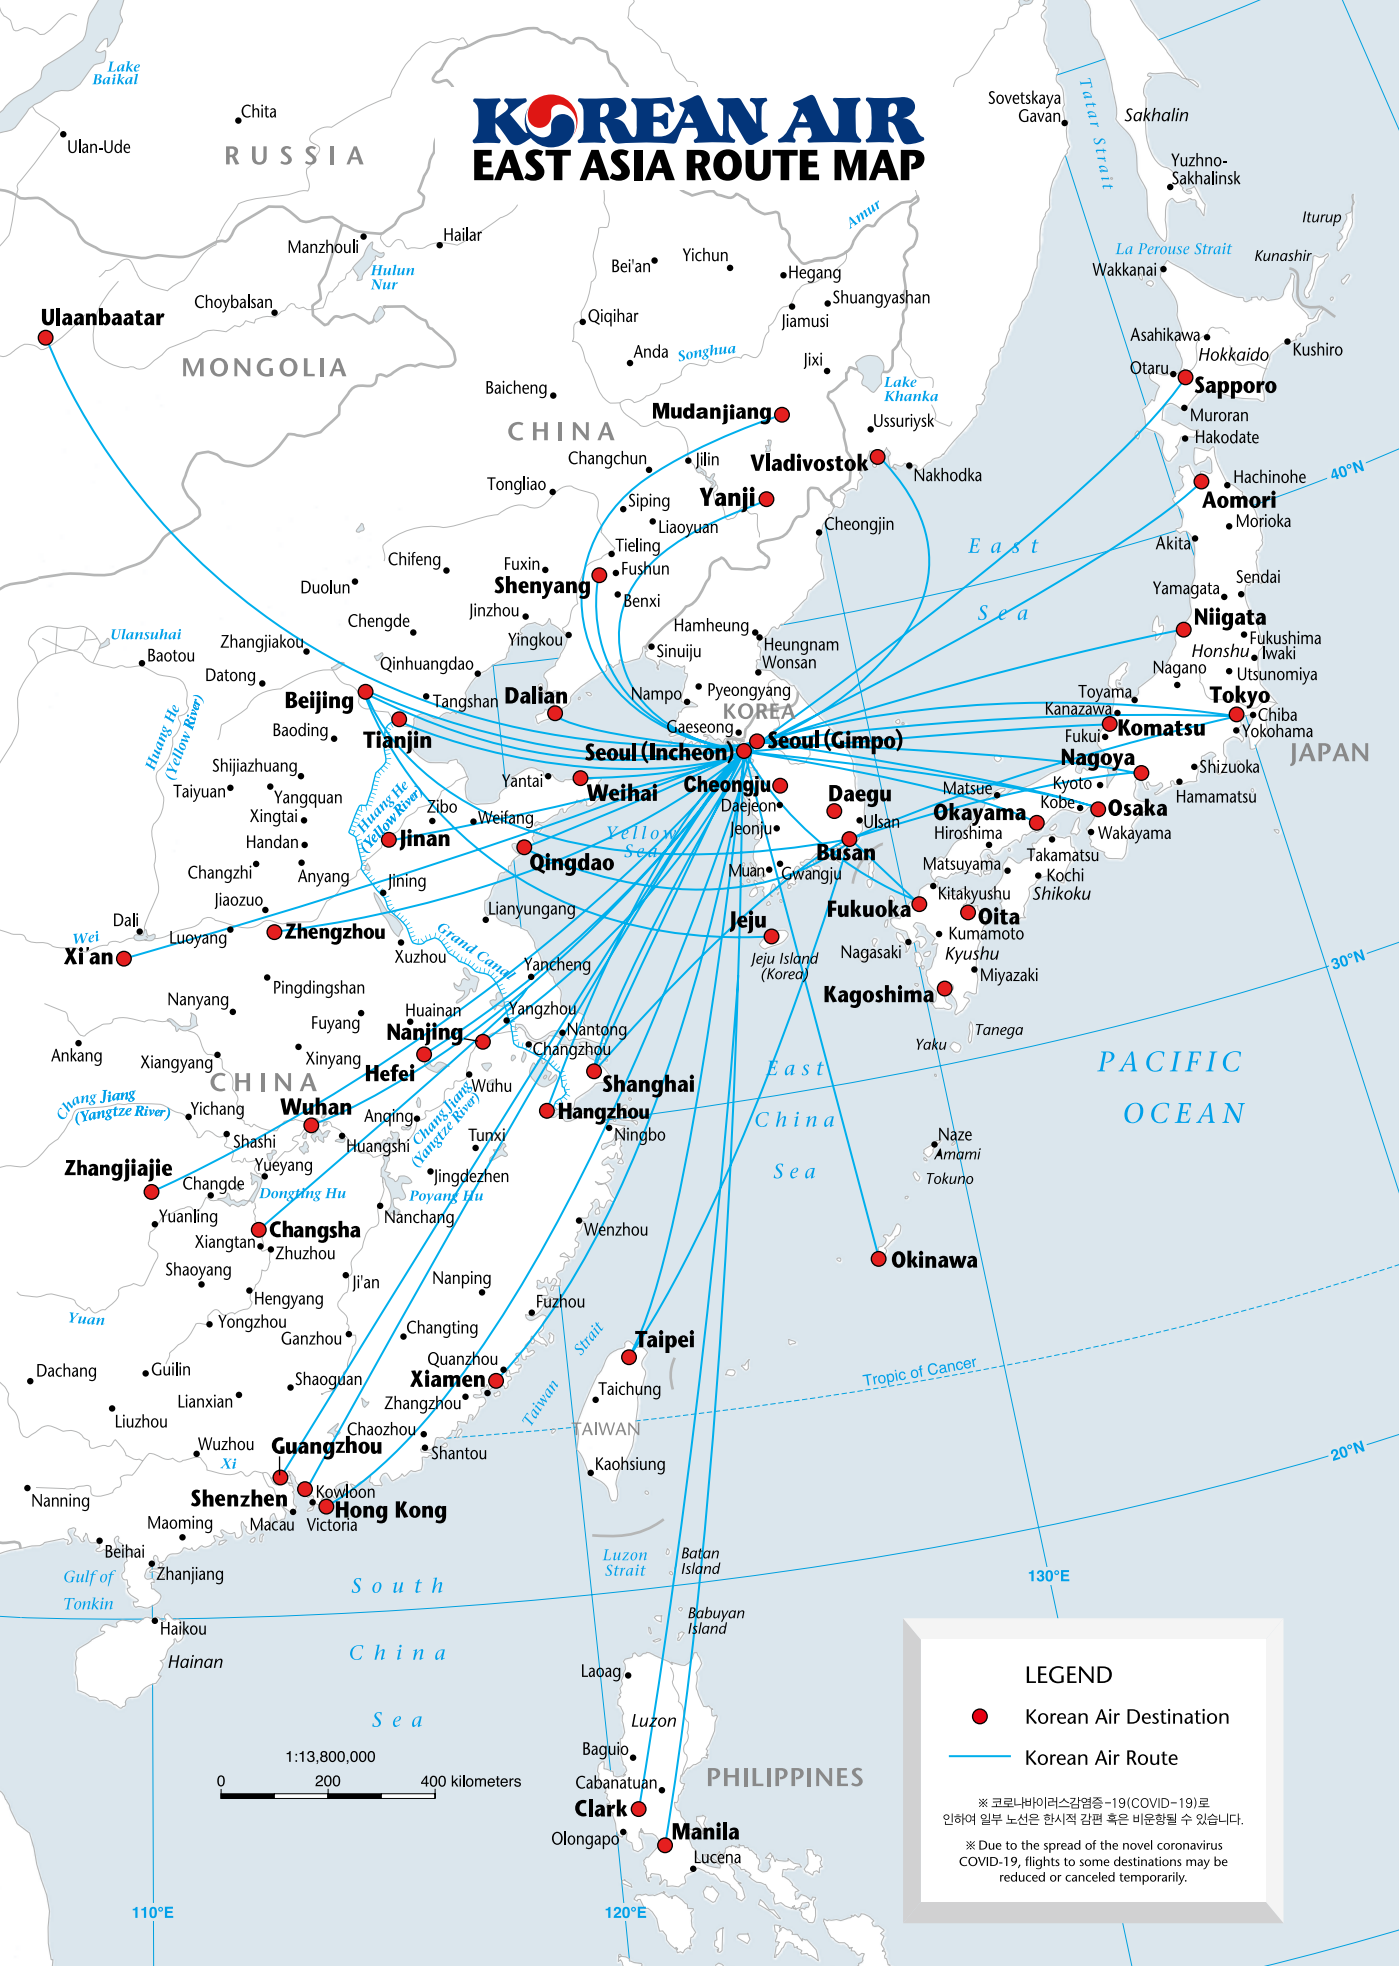 KOREAN AIR
EAST ASIA ROUTE MAP
Lake
Baikal
Chita
Ulan-Ude
RUSSIA
Sovetskaya
Gavan
Tatar Strait
Sakhalin
Yuzhno-
Sakhalinsk
Amur
Iturup
Manzhouli
Hailar
Hulun
Nur
Bei'an
Yichun
Hegang
La Perouse Strait
Kunashir
Wakkanai
Choybalsan
Shuangyashan
Jiamusi
Qiqihar
Ulaanbaatar
Anda
Songhua
Jixi
Asahikawa
Hokkaido
Kushiro
MONGOLIA
Otaru
Sapporo
Baicheng
Lake
Khanka
Mudanjiang
Ussuriysk
Muroran
Hakodate
CHINA
Changchun
Jilin
Vladivostok
Nakhodka
40°N
Tongliao
Yanji
Hachinohe
Aomori
Siping
Liaoyuan
Cheongjin
Morioka
Akita
East
Sea
Tieling
Chifeng
Fuxin
Fushun
Shenyang
Benxi
Duolun
Yamagata
Sendai
Jinzhou
Niigata
Chengde
Yingkou
Hamheung
Heungnam
Wonsan
Fukushima
Honshu
Iwaki
Ulansuhai
Baotou
Zhangjiakou
Sinuiju
Qinhuangdao
Nagano
Utsunomiya
Datong
Beijing
Tangshan
Dalian
Nampo
Pyeongyang
KOREA
Toyama
Tokyo
Kanazawa
Chiba
Huang He
(Yellow River)
Baoding
Tianjin
Gaeseong
Seoul (Incheon)
Seoul (Gimpo)
Komatsu
Fukui
Yokohama
JAPAN
Nagoya
Shijiazhuang
Yantai
Weihai
Cheongju
Shizuoka
Taiyuan
Yangquan
Kyoto
Hamamatsu
Matsue
Daejeon
Daegu
Kobe
Osaka
Xingtai
Huang He
(Yellow River)
Zibo
Weifang
Okayama
Ulsan
Hiroshima
Wakayama
Jinan
Yellow
Sea
Jeonju
Handan
Busan
Takamatsu
Qingdao
Matsuyama
Changzhi
Anyang
Muan
Gwangju
Kochi
Jining
Kitakyushu
Shikoku
Jiaozuo
Lianyungang
Fukuoka
Oita
Dali
Jeju
Wei
Luoyang
Zhengzhou
Grand Canal
Kumamoto
Xi'an
Xuzhou
Jeju Island
(Korea)
Nagasaki
Kyushu
30°N
Yancheng
Miyazaki
Pingdingshan
Kagoshima
Nanyang
Huainan
Yangzhou
Fuyang
Nanjing
Nantong
Tanega
Yaku
Ankang
Xiangyang
Xinyang
Changzhou
PACIFIC
OCEAN
Hefei
East
China
Sea
CHINA
Wuhu
Shanghai
Chang Jiang
(Yangtze River)
Yichang
Wuhan
Anqing
Chang Jiang
(Yangtze River)
Hangzhou
Shashi
Huangshi
Tunxi
Ningbo
Naze
Amami
Zhangjiajie
Yueyang
Jingdezhen
Tokuno
Changde
Dongting Hu
Poyang Hu
Yuanling
Nanchang
Changsha
Wenzhou
Xiangtan
Zhuzhou
Okinawa
Shaoyang
Ji'an
Nanping
Hengyang
Fuzhou
Yuan
Yongzhou
Ganzhou
Changting
Taiwan Strait
Taipei
Quanzhou
Tropic of Cancer
Dachang
Guilin
Xiamen
Shaoguan
Lianxian
Zhangzhou
Taichung
Liuzhou
Chaozhou
TAIWAN
Wuzhou
Guangzhou
Shantou
Xi
20°N
Kaohsiung
Nanning
Shenzhen
Kowloon
Hong Kong
Macau
Victoria
Maoming
Beihai
Zhanjiang
Luzon
Strait
Batan
Island
Gulf of
Tonkin
South
China
Sea
130°E
Haikou
Hainan
Babuyan
Island
Laoag
Luzon
Baguio
Cabanatuan
PHILIPPINES
Clark
Olongapo
Manila
Lucena
1:13,800,000
0 200 400 kilometers
110°E
120°E
LEGEND
Korean Air Destination
Korean Air Route
※ 코로나바이러스감염증-19(COVID-19)로
인하여 일부 노선은 한시적 감편 혹은 비운항될 수 있습니다.
※ Due to the spread of the novel coronavirus
COVID-19, flights to some destinations may be
reduced or canceled temporarily.